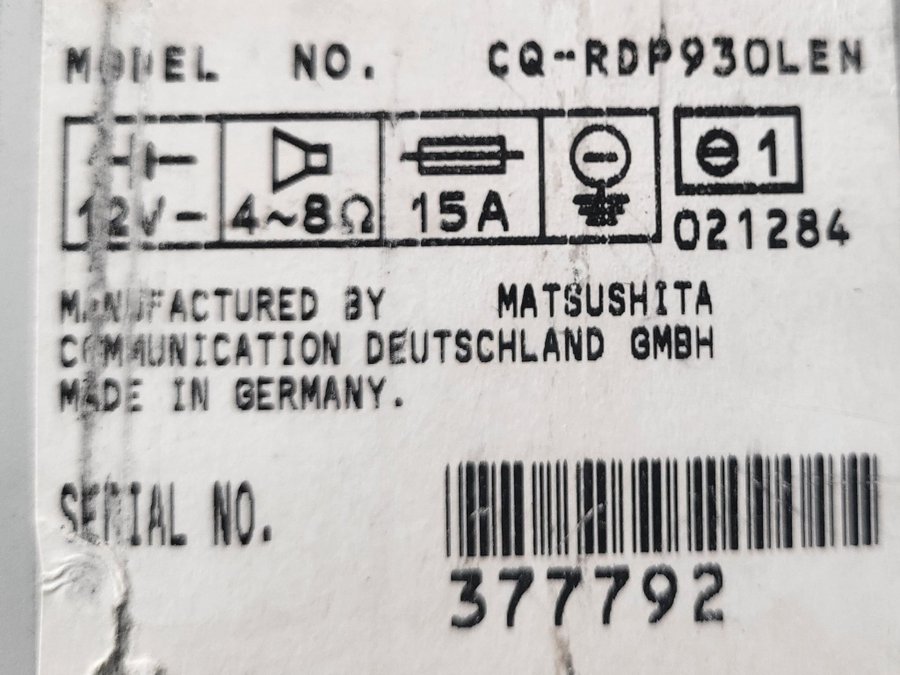 MODEL NO. CQ-RDP930LEN
12V⎓ 4~8Ω 15A ⊖ 1
021284
MANUFACTURED BY MATSUSHITA
COMMUNICATION DEUTSCHLAND GMBH
MADE IN GERMANY.
SERIAL NO.
377792